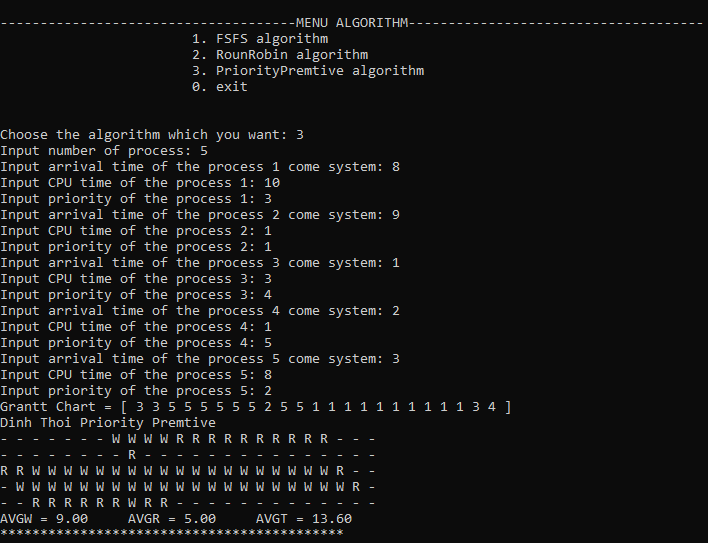 -------------------------------------MENU ALGORITHM-------------------------------------
1. FSFS algorithm
2. RounRobin algorithm
3. PriorityPremtive algorithm
0. exit
Choose the algorithm which you want: 3
Input number of process: 5
Input arrival time of the process 1 come system: 8
Input CPU time of the process 1: 10
Input priority of the process 1: 3
Input arrival time of the process 2 come system: 9
Input CPU time of the process 2: 1
Input priority of the process 2: 1
Input arrival time of the process 3 come system: 1
Input CPU time of the process 3: 3
Input priority of the process 3: 4
Input arrival time of the process 4 come system: 2
Input CPU time of the process 4: 1
Input priority of the process 4: 5
Input arrival time of the process 5 come system: 3
Input CPU time of the process 5: 8
Input priority of the process 5: 2
Grantt Chart = [ 3 3 5 5 5 5 5 5 2 5 5 1 1 1 1 1 1 1 1 1 1 3 4 ]
Dinh Thoi Priority Premtive
- - - - - - - W W W W R R R R R R R R R R - - -
- - - - - - - - R - - - - - - - - - - - - - - -
R R W W W W W W W W W W W W W W W W W W W R - -
- W W W W W W W W W W W W W W W W W W W W W R -
- - R R R R R R W R R - - - - - - - - - - - - -
AVGW = 9.00     AVGR = 5.00     AVGT = 13.60
*******************************************